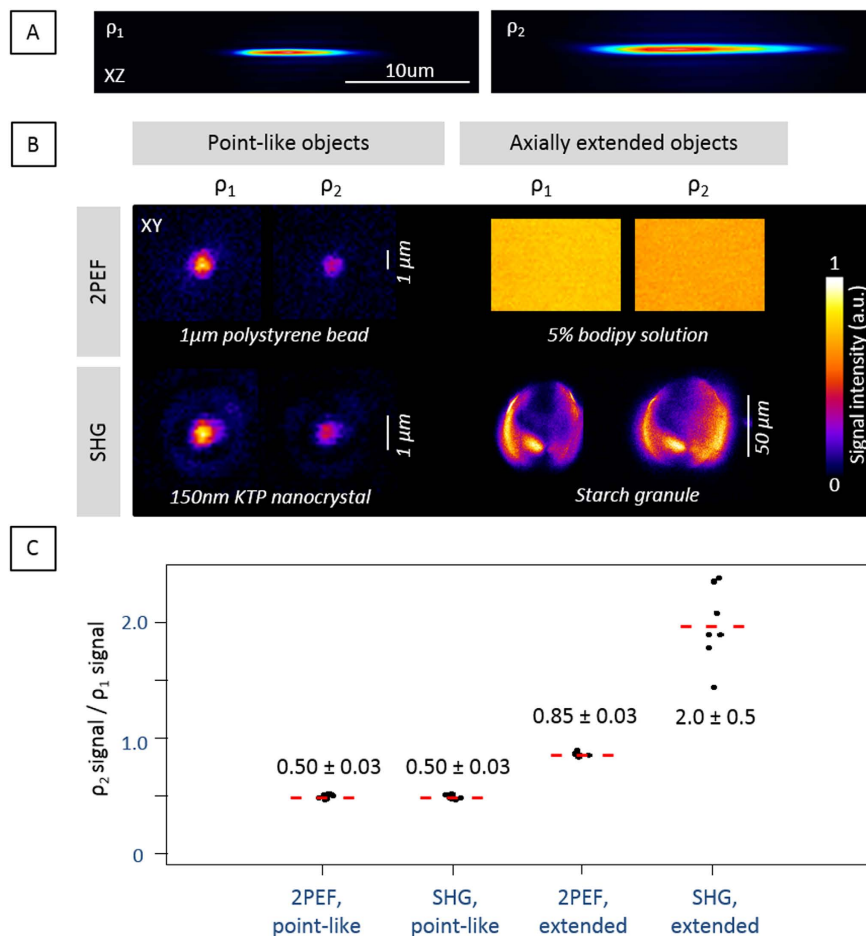 A
ρ1
ρ2
XZ
10um
B
Point-like objects
Axially extended objects
ρ1
ρ2
ρ1
ρ2
2PEF
XY
1 µm
1µm polystyrene bead
5% bodipy solution
SHG
1 µm
50 µm
150nm KTP nanocrystal
Starch granule
1
Signal intensity (a.u.)
0
C
ρ2 signal / ρ1 signal
2.0
1.0
0
0.50 ± 0.03
0.50 ± 0.03
0.85 ± 0.03
2.0 ± 0.5
2PEF,
point-like
SHG,
point-like
2PEF,
extended
SHG,
extended